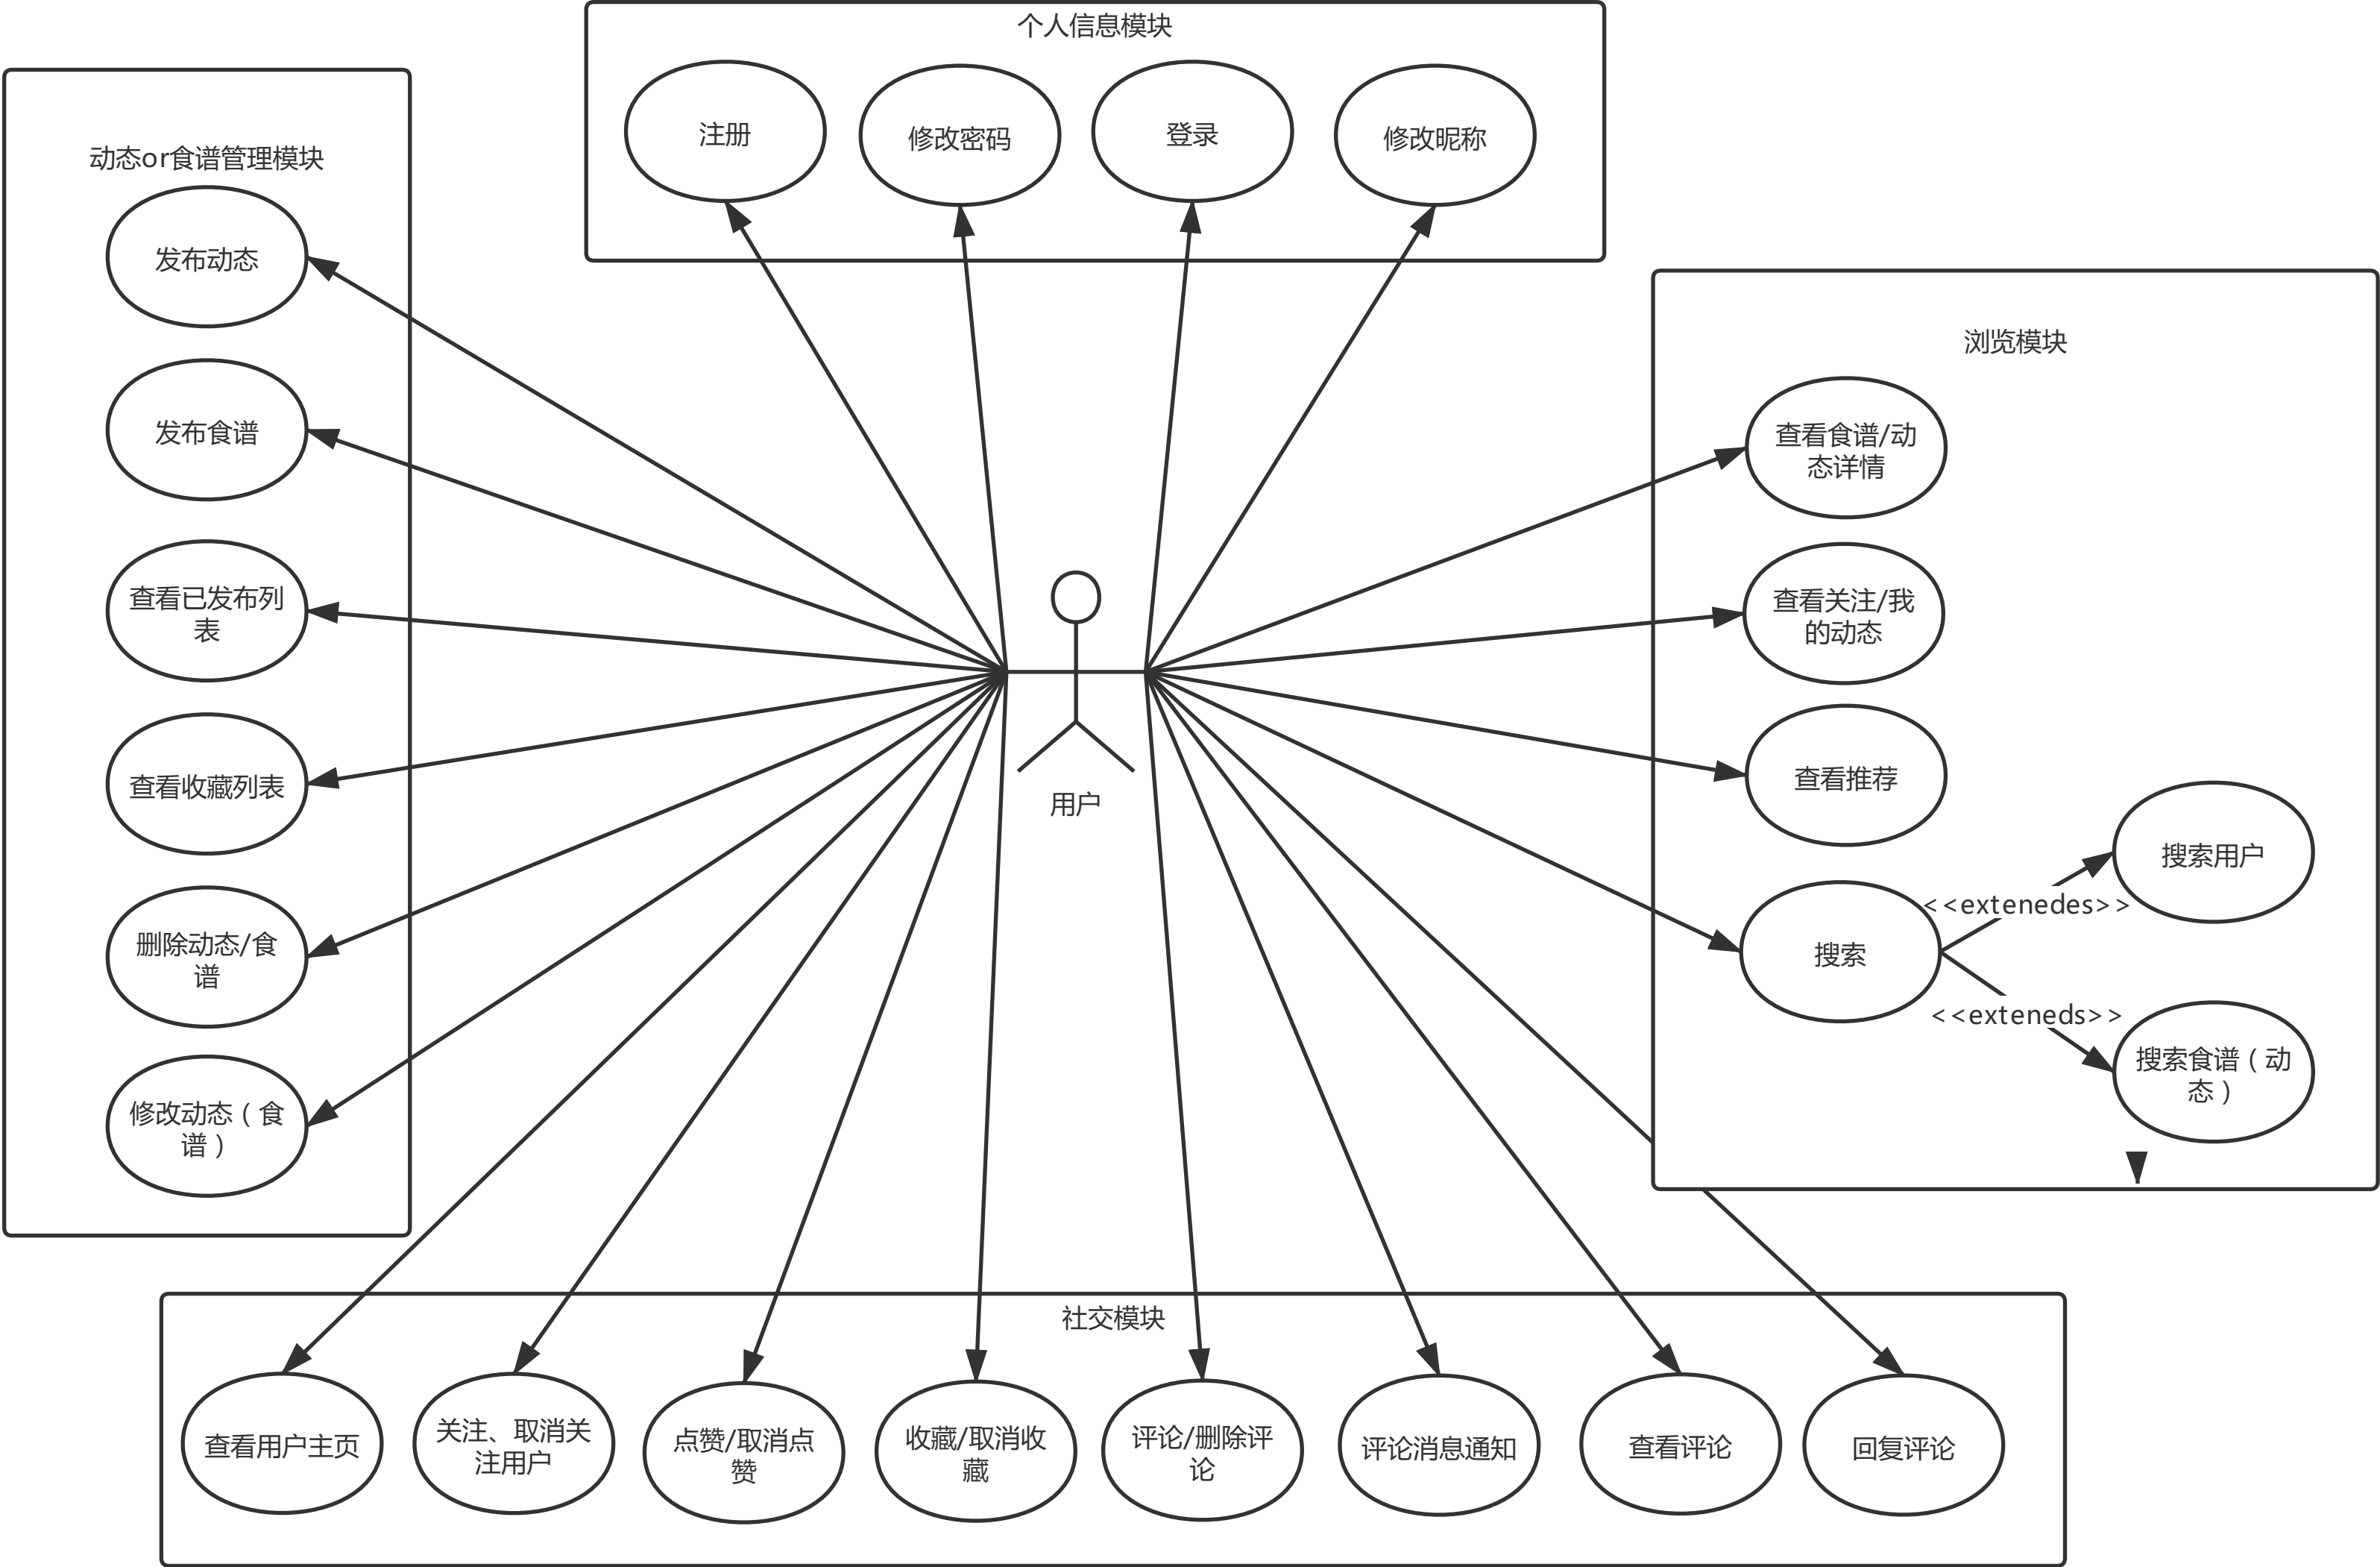 个人信息模块
注册
修改密码
登录
修改昵称
动态or食谱管理模块
发布动态
发布食谱
查看已发布列
表
查看收藏列表
删除动态/食
谱
修改动态（食
谱）
用户
浏览模块
查看食谱/动
态详情
查看关注/我
的动态
查看推荐
搜索
<<extenedes>>
搜索用户
<<exteneds>>
搜索食谱（动
态）
社交模块
查看用户主页
关注、取消关
注用户
点赞/取消点
赞
收藏/取消收
藏
评论/删除评
论
评论消息通知
查看评论
回复评论